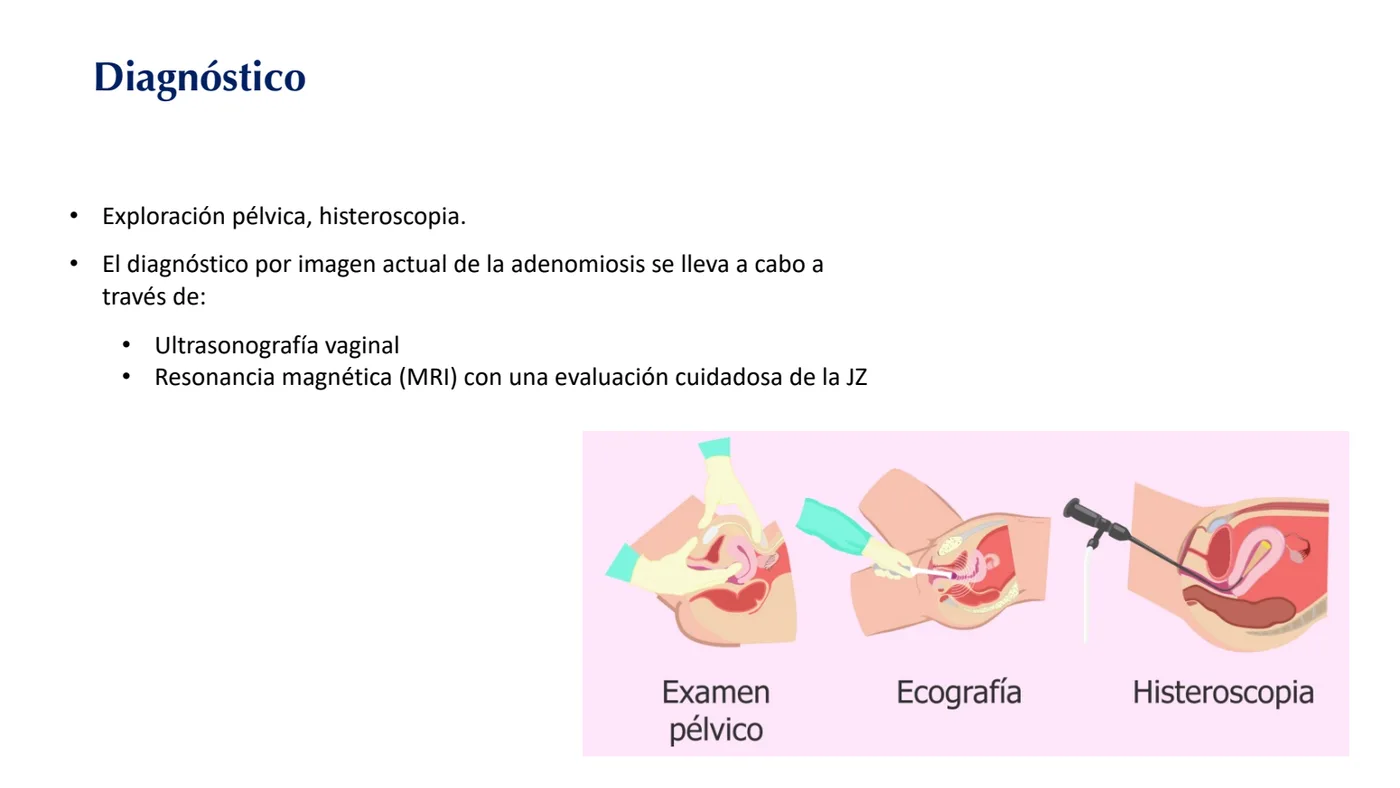 Diagnóstico
• Exploración pélvica, histeroscopia.
• El diagnóstico por imagen actual de la adenomiosis se lleva a cabo a
través de:
• Ultrasonografía vaginal
• Resonancia magnética (MRI) con una evaluación cuidadosa de la JZ
Examen
pélvico
Ecografía
Histeroscopia